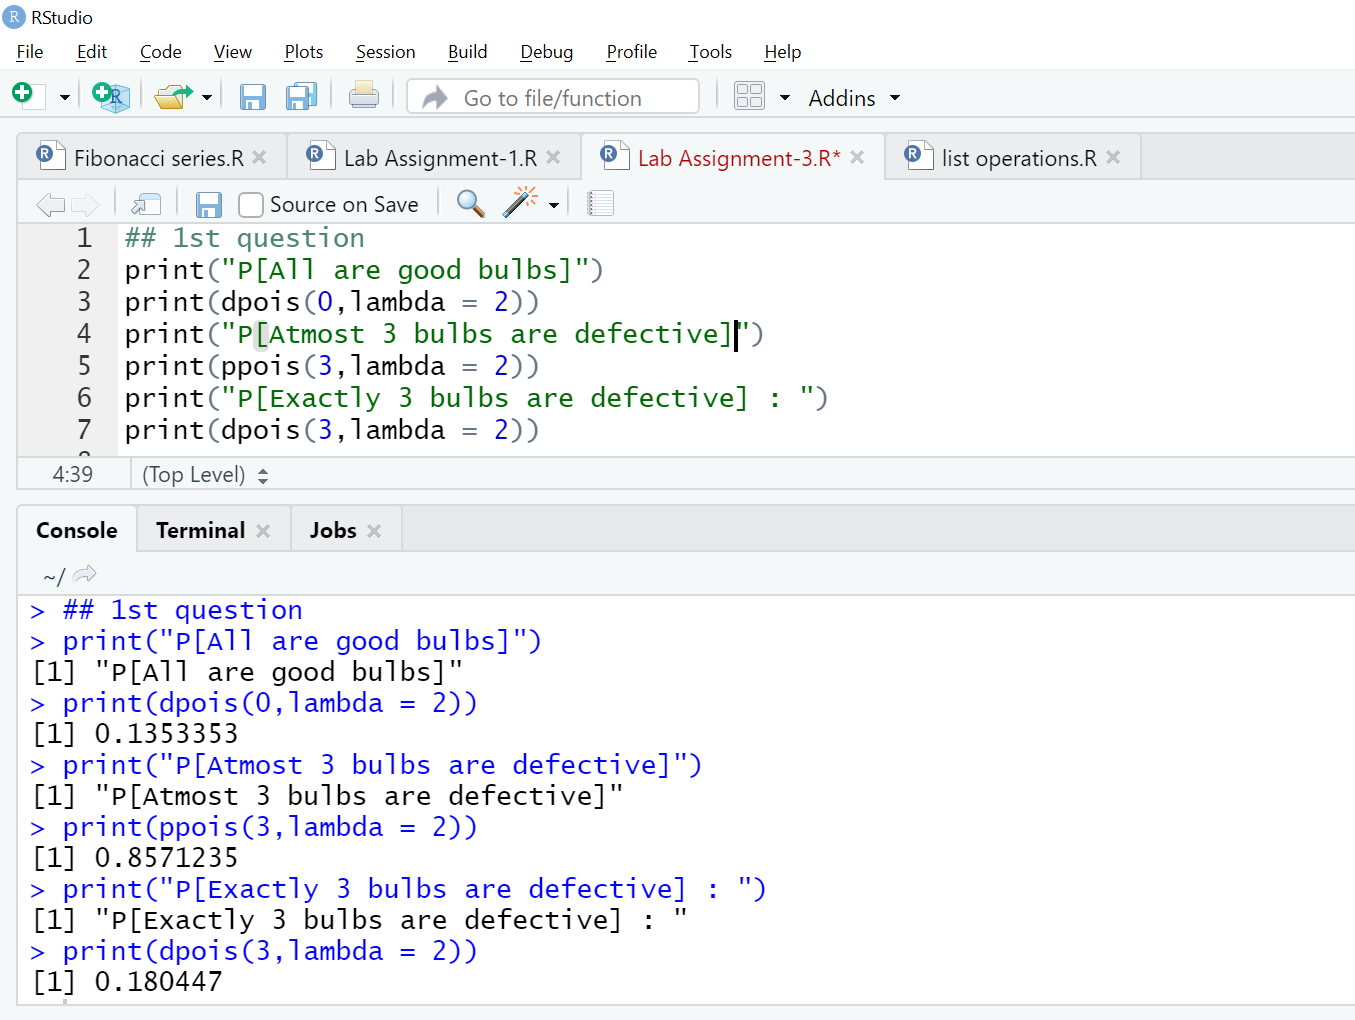 RStudio
File Edit Code View Plots Session Build Debug Profile Tools Help
Go to file/function Addins
Fibonacci series.R Lab Assignment-1.R Lab Assignment-3.R* list operations.R
Source on Save
1 ## 1st question
2 print("P[All are good bulbs]")
3 print(dpois(0,lambda = 2))
4 print("P[Atmost 3 bulbs are defective]")
5 print(ppois(3,lambda = 2))
6 print("P[Exactly 3 bulbs are defective] : ")
7 print(dpois(3,lambda = 2))
4:39 (Top Level)
Console Terminal Jobs
~/
> ## 1st question
> print("P[All are good bulbs]")
[1] "P[All are good bulbs]"
> print(dpois(0,lambda = 2))
[1] 0.1353353
> print("P[Atmost 3 bulbs are defective]")
[1] "P[Atmost 3 bulbs are defective]"
> print(ppois(3,lambda = 2))
[1] 0.8571235
> print("P[Exactly 3 bulbs are defective] : ")
[1] "P[Exactly 3 bulbs are defective] : "
> print(dpois(3,lambda = 2))
[1] 0.180447